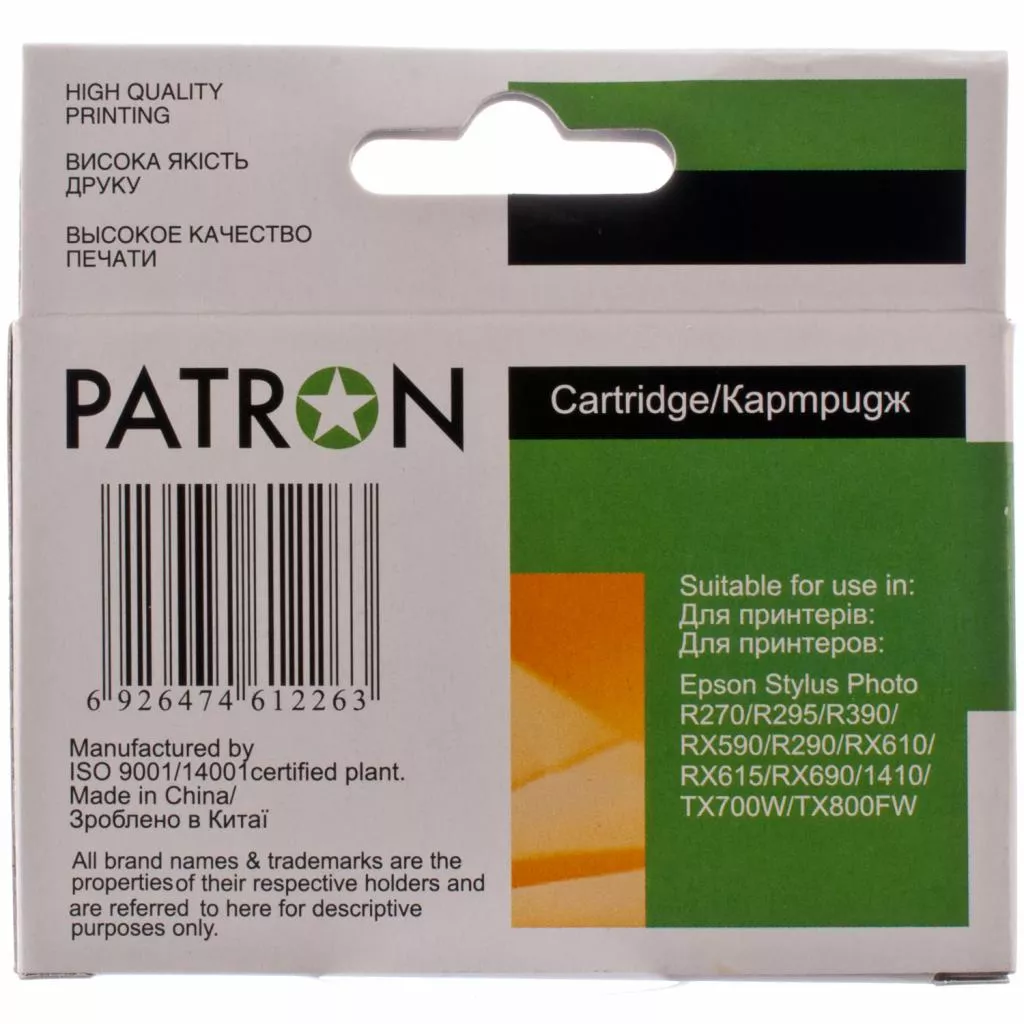 HIGH QUALITY
PRINTING
ВИСОКА ЯКІСТЬ
ДРУКУ
ВЫСОКОЕ КАЧЕСТВО
ПЕЧАТИ
PATRON
Cartridge/Картридж
6 926474 612263
Manufactured by
ISO 9001/14001certified plant.
Made in China/
Зроблено в Китаї
All brand names & trademarks are the
properties of their respective holders and
are referred to here for descriptive
purposes only.
Suitable for use in:
Для принтерів:
Для принтеров:
Epson Stylus Photo
R270/R295/R390/
RX590/R290/RX610/
RX615/RX690/1410/
TX700W/TX800FW